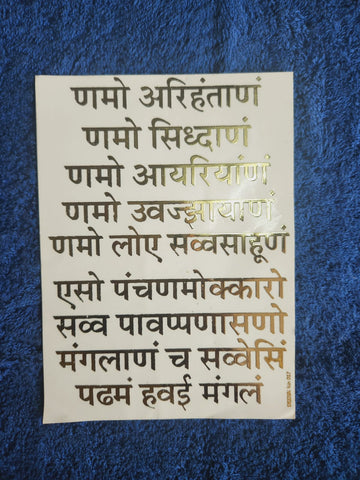 णमो अरिहंताणं
णमो सिध्दाणं
णमो आयरियांणं
णमो उवज्झायाणं
णमो लोए सव्वसाहूणं
एसो पंचणमोक्कारो
सव्व पावप्पणासणो
मंगलाणं च सव्वेसिं
पढमं हवई मंगलं